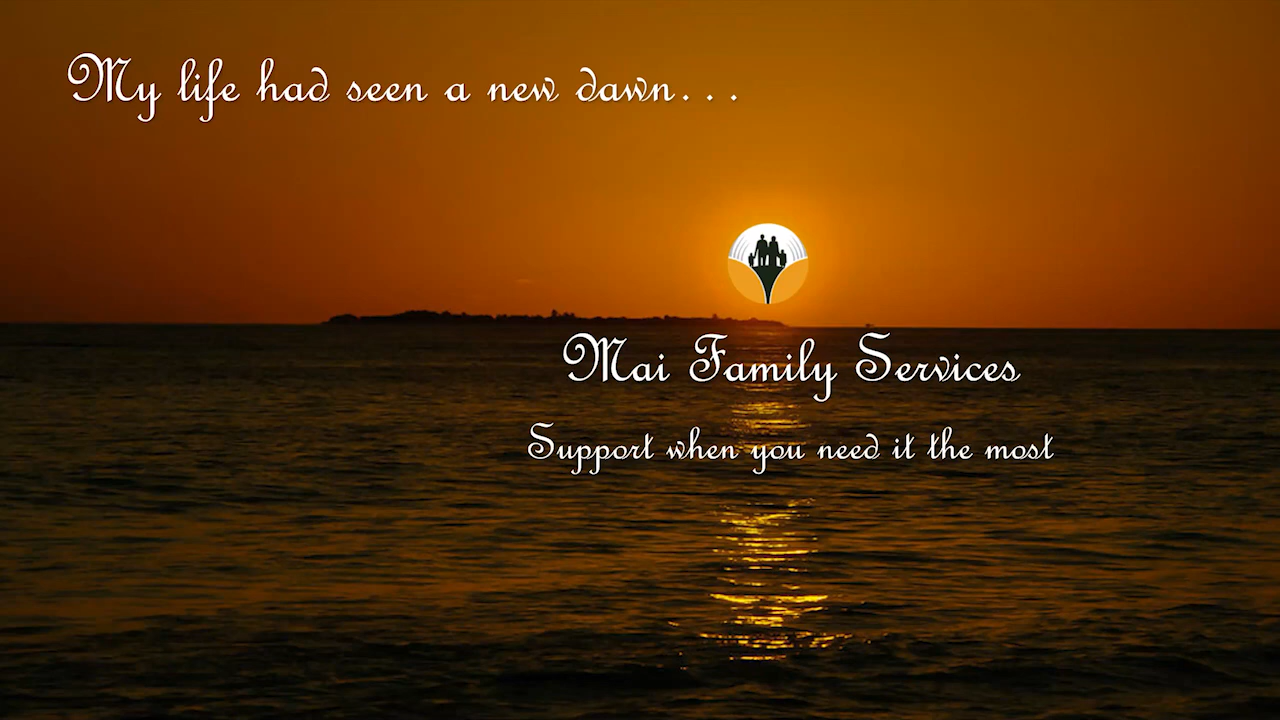 My life had seen a new dawn...
Mai Family Services
Support when you need it the most